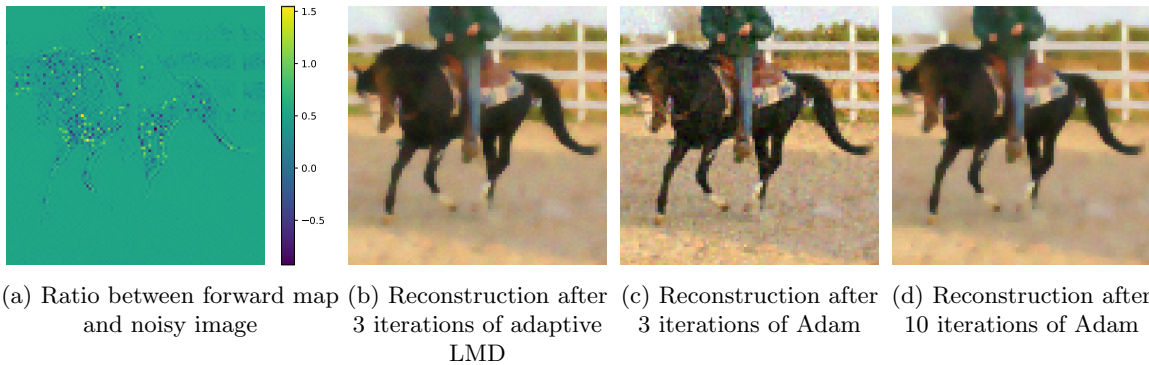 1.5
1.0
0.5
0.0
−0.5
(a) Ratio between forward map
and noisy image
(b) Reconstruction after
3 iterations of adaptive
LMD
(c) Reconstruction after
3 iterations of Adam
(d) Reconstruction after
10 iterations of Adam